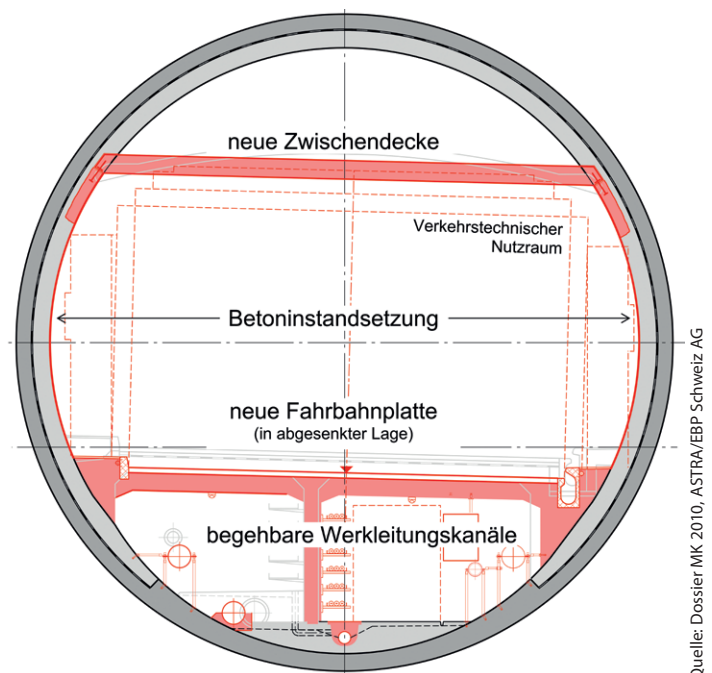 neue Zwischendecke
Verkehrstechnischer
Nutzraum
Betoninstandsetzung
neue Fahrbahnplatte
(in abgesenkter Lage)
begehbare Werkleitungskanäle
Quelle: Dossier MK 2010, ASTRA/EBP Schweiz AG